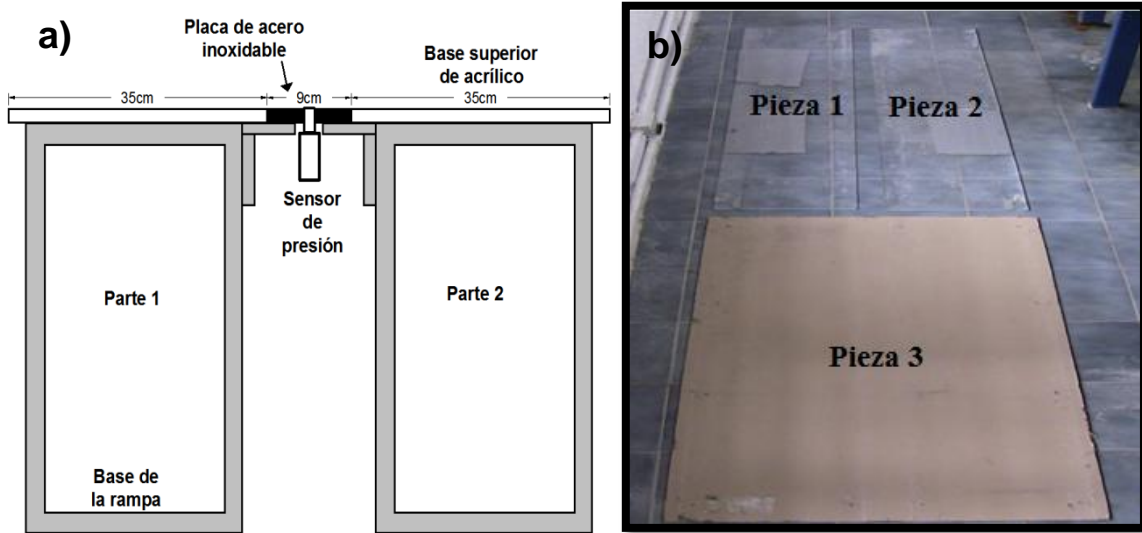 a)
Placa de acero
inoxidable
Base superior
de acrílico
35cm
9cm
35cm
Sensor
de
presión
Parte 1
Parte 2
Base de
la rampa
b)
Pieza 1
Pieza 2
Pieza 3